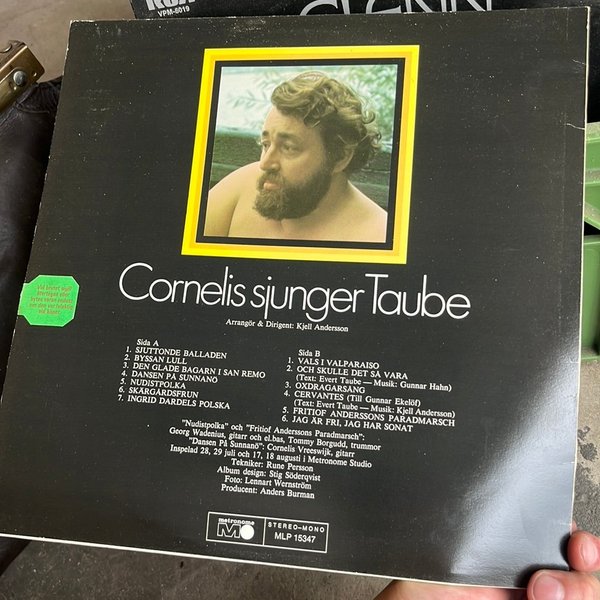 RCA
VPM-8019
GLENN
Cornelis sjunger Taube
Arrangör & Dirigent: Kjell Andersson
Sida A
1. SJUTTONDE BALLADEN
2. BYSSAN LULL
3. DEN GLADE BAGARN I SAN REMO
4. DANSEN PÅ SUNNANÖ
5. NUDISTPOLKA
6. SKÄRGÅRDSFRUN
7. INGRID DARDELS POLSKA
Sida B
1. VALS I VALPARAISO
2. OCH SKULLE DET SÅ VARA
(Text: Evert Taube — Musik: Gunnar Hahn)
3. OXDRAGARSÅNG
4. CERVANTES (Till Gunnar Ekelöf)
(Text: Evert Taube — Musik: Kjell Andersson)
5. FRITIOF ANDERSSONS PARADMARSCH
6. JAG ÄR FRI, JAG HAR SONAT
"Nudistpolka" och "Fritiof Anderssons Paradmarsch":
Georg Wadenius, gitarr och el.bas, Tommy Borgudd, trummor
"Dansen På Sunnanö": Cornelis Vreeswijk, gitarr
Inspelad 28, 29 juli och 17, 18 augusti i Metronome Studio
Tekniker: Rune Persson
Album design: Stig Söderqvist
Foto: Lennart Wernström
Producent: Anders Burman
metronome
STEREO-MONO
MLP 15347